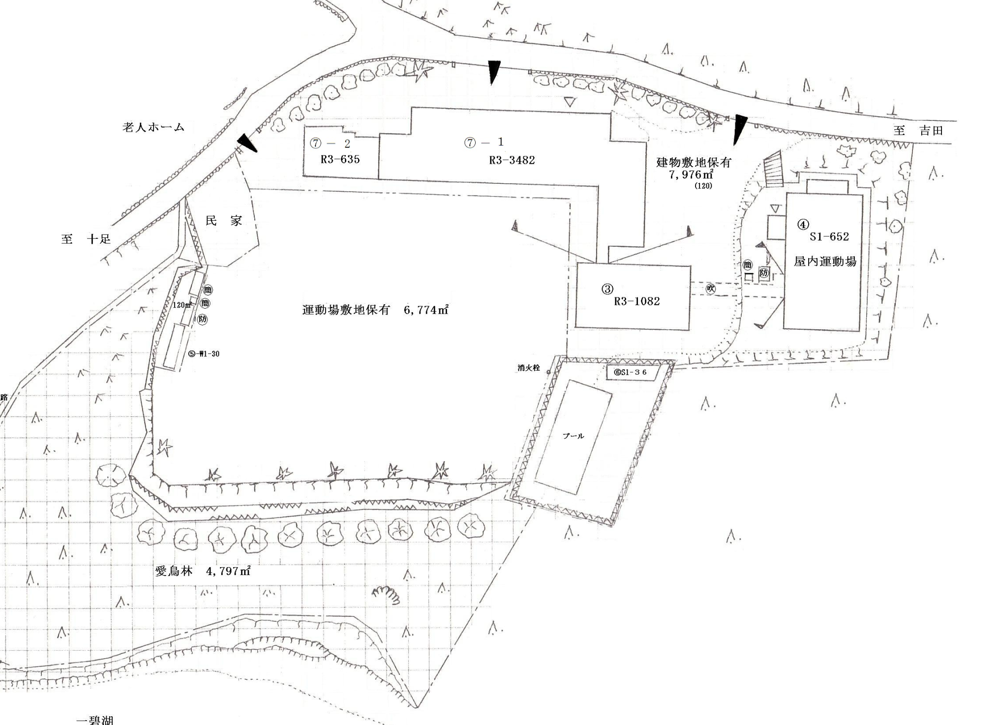 老人ホーム
至　吉田
⑦－２
R3-635
⑦－１
R3-3482
建物敷地保有
7,976㎡
(120)
民　家
至　十足
④
S1-652
屋内運動場
簡
防
吹
③
R3-1082
簡
簡
防
120㎡
運動場敷地保有　6,774㎡
⑤-W1-30
消火栓
⑥S1-３６
路
プール
愛鳥林　4,797㎡
一碧湖